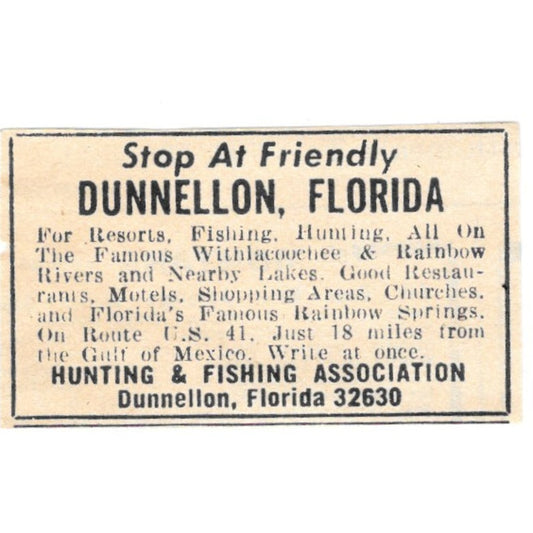 Stop At Friendly
DUNNELLON, FLORIDA
For Resorts, Fishing, Hunting, All On
The Famous Withlacoochee & Rainbow
Rivers and Nearby Lakes. Good Restau-
rants, Motels, Shopping Areas, Churches,
and Florida's Famous Rainbow Springs.
On Route U.S. 41. Just 18 miles from
the Gulf of Mexico. Write at once.
HUNTING & FISHING ASSOCIATION
Dunnellon, Florida 32630